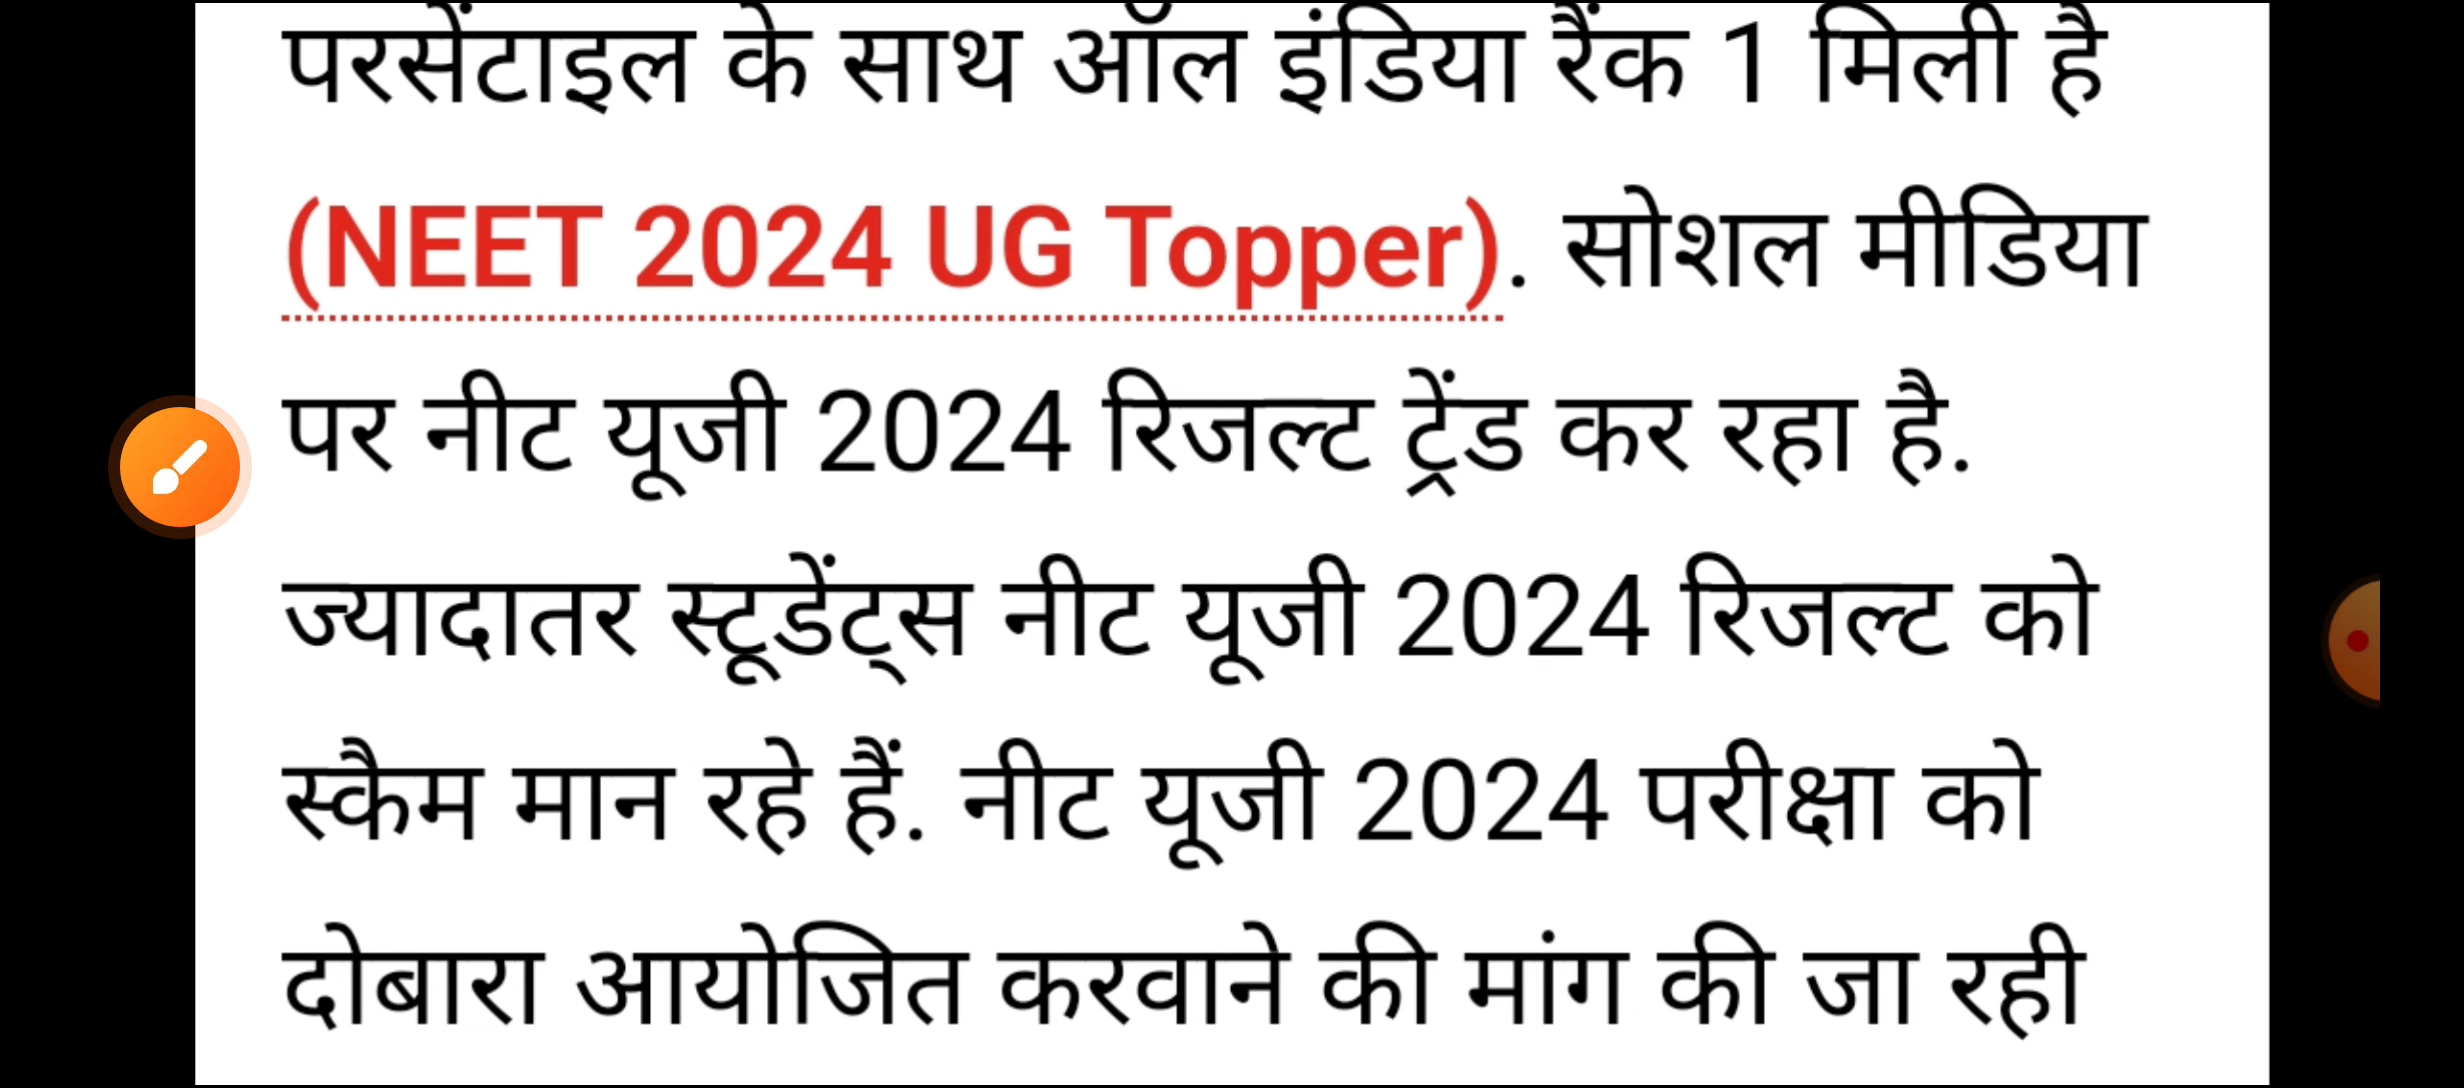 परसेंटाइल के साथ ऑल इंडिया रैंक 1 मिली है
(NEET 2024 UG Topper). सोशल मीडिया
पर नीट यूजी 2024 रिजल्ट ट्रेंड कर रहा है.
ज्यादातर स्टूडेंट्स नीट यूजी 2024 रिजल्ट को
स्कैम मान रहे हैं. नीट यूजी 2024 परीक्षा को
दोबारा आयोजित करवाने की मांग की जा रही